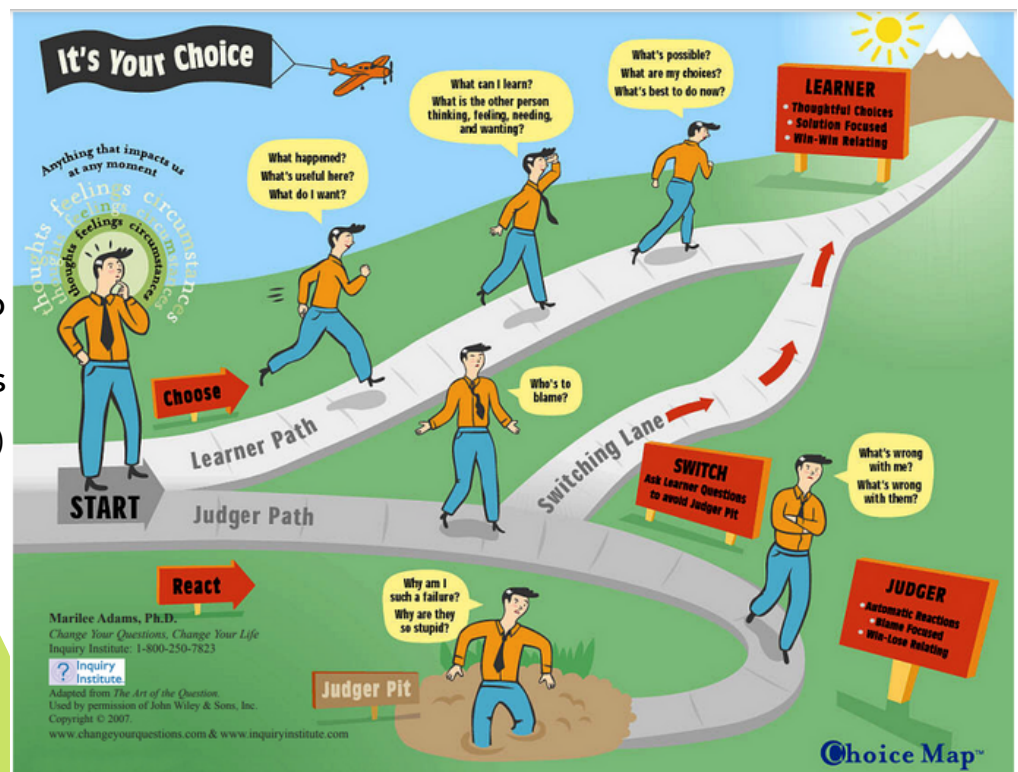 It's Your Choice
What's possible?
What are my choices?
What's best to do now?
What can I learn?
What is the other person
thinking, feeling, needing,
and wanting?
LEARNER
• Thoughtful Choices
• Solution Focused
• Win-Win Relating
Anything that impacts us
at any moment
thoughts feelings circumstances
thoughts feelings circumstances
thoughts feelings circumstances
What happened?
What's useful here?
What do I want?
Choose
Learner Path
Who's to
blame?
Switching Lane
START
Judger Path
SWITCH
Ask Learner Questions
to avoid Judger Pit
What's wrong
with me?
What's wrong
with them?
React
Why am I
such a failure?
Why are they
so stupid?
JUDGER
• Automatic Reactions
• Blame Focused
• Win-Lose Relating
Judger Pit
Marilee Adams, Ph.D.
Change Your Questions, Change Your Life
Inquiry Institute: 1-800-250-7823
? Inquiry
Institute.
Adapted from The Art of the Question.
Used by permission of John Wiley & Sons, Inc.
Copyright © 2007.
www.changeyourquestions.com & www.inquiryinstitute.com
Choice Map™